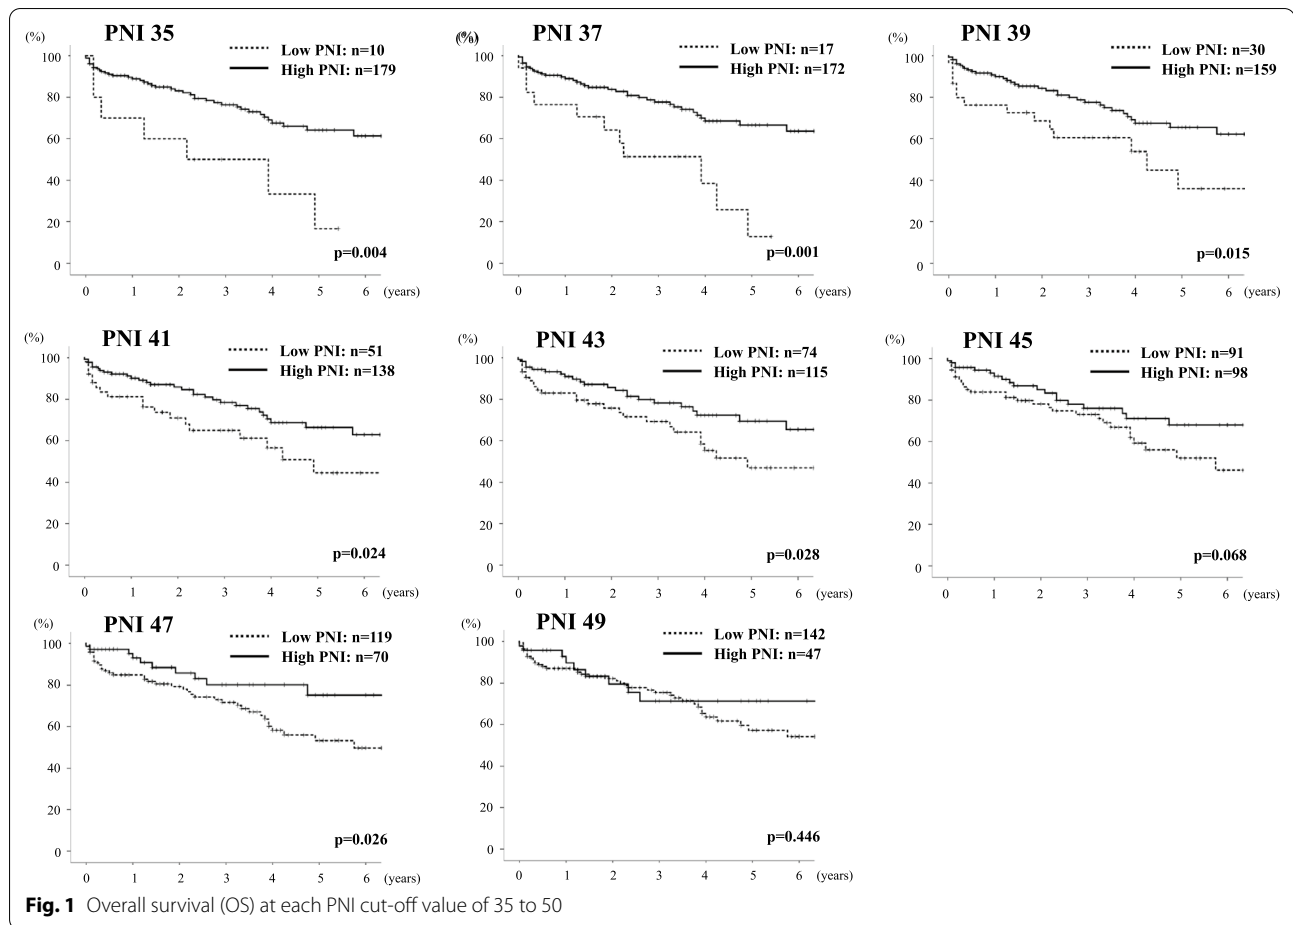 (%) PNI 35
Low PNI: n=10
High PNI: n=179
100
80
60
40
20
0
p=0.004
0 1 2 3 4 5 6 (years)
(%) PNI 37
Low PNI: n=17
High PNI: n=172
100
80
60
40
20
0
p=0.001
0 1 2 3 4 5 6 (years)
(%) PNI 39
Low PNI: n=30
High PNI: n=159
100
80
60
40
20
0
p=0.015
0 1 2 3 4 5 6 (years)
(%) PNI 41
Low PNI: n=51
High PNI: n=138
100
80
60
40
20
0
p=0.024
0 1 2 3 4 5 6 (years)
(%) PNI 43
Low PNI: n=74
High PNI: n=115
100
80
60
40
20
0
p=0.028
0 1 2 3 4 5 6 (years)
(%) PNI 45
Low PNI: n=91
High PNI: n=98
100
80
60
40
20
0
p=0.068
0 1 2 3 4 5 6 (years)
(%) PNI 47
Low PNI: n=119
High PNI: n=70
100
80
60
40
20
0
p=0.026
0 1 2 3 4 5 6 (years)
(%) PNI 49
Low PNI: n=142
High PNI: n=47
100
80
60
40
20
0
p=0.446
0 1 2 3 4 5 6 (years)
Fig. 1 Overall survival (OS) at each PNI cut-off value of 35 to 50